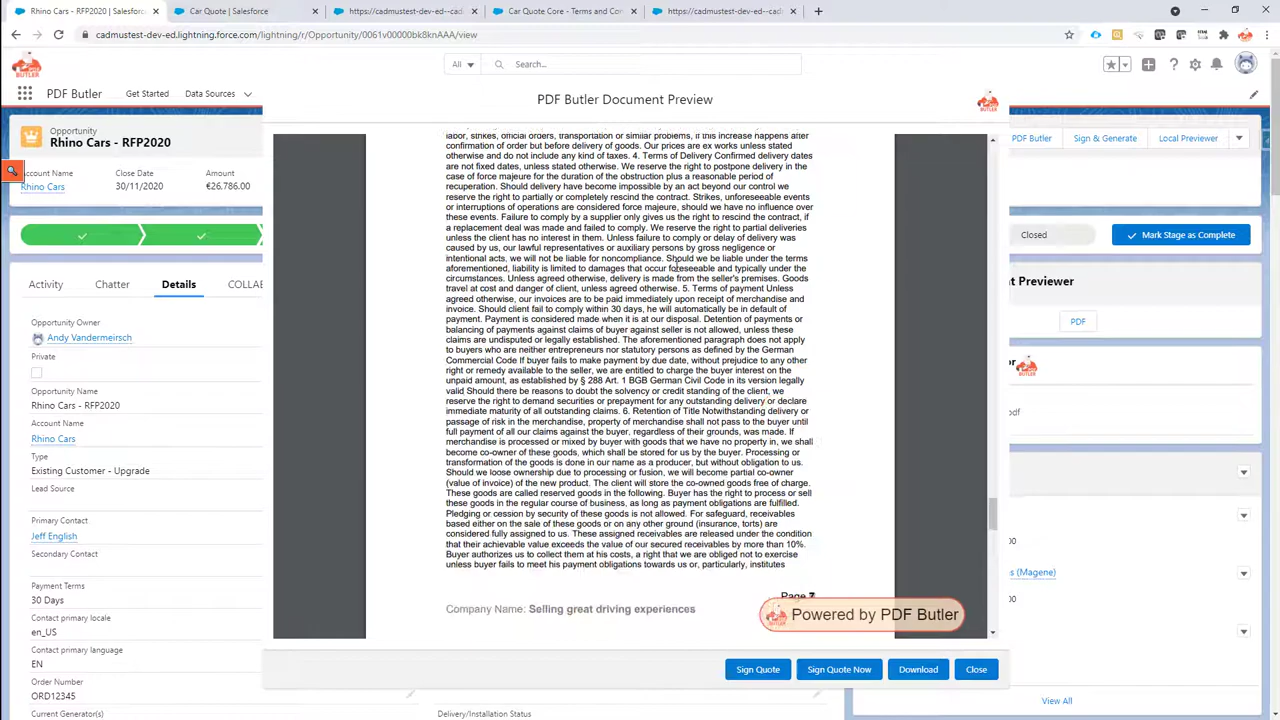 Rhino Cars - RFP2020 | Salesforc
Car Quote | Salesforce
https://cadmustest-dev-ed--cadm
Car Quote Core - Terms and Con
https://cadmustest-dev-ed--cadm
cadmustest-dev-ed.lightning.force.com/lightning/r/Opportunity/0061v00000bk8knAAA/view
BUTLER
All
Search...
PDF Butler
Get Started
Data Sources
PDF Butler Document Preview
Opportunity
Rhino Cars - RFP2020
PDF Butler
Sign & Generate
Local Previewer
Account Name
Close Date
Amount
Rhino Cars
30/11/2020
€26,786.00
Closed
Mark Stage as Complete
Activity
Chatter
Details
COLLAB
Opportunity Owner
Andy Vandermeirsch
Private
Opportunity Name
Rhino Cars - RFP2020
Account Name
Rhino Cars
Type
Existing Customer - Upgrade
Lead Source
Primary Contact
Jeff English
Secondary Contact
Payment Terms
30 Days
Contact primary locale
en_US
Contact primary language
EN
Order Number
ORD12345
Current Generator(s)
labor, strikes, official orders, transportation or similar problems, if this increase happens after
confirmation of order but before delivery of goods. Our prices are ex works unless stated
otherwise and do not include any kind of taxes. 4. Terms of Delivery Confirmed delivery dates
are not fixed dates, unless stated otherwise. We reserve the right to postpone delivery in the
case of force majeure for the duration of the obstruction plus a reasonable period of
recuperation. Should delivery have become impossible by an act beyond our control we
reserve the right to partially or completely rescind the contract. Strikes, unforeseeable events
or interruptions of operations are considered force majeure, should we have no influence over
these events. Failure to comply by a supplier only gives us the right to rescind the contract, if
a replacement deal was made and failed to comply. We reserve the right to partial deliveries
unless the client has no interest in them. Unless failure to comply or delay of delivery was
caused by us, our lawful representatives or auxiliary persons by gross negligence or
intentional acts, we will not be liable for noncompliance. Should we be liable under the terms
aforementioned, liability is limited to damages that occur foreseeable and typically under the
circumstances. Unless agreed otherwise, delivery is made from the seller's premises. Goods
travel at cost and danger of client, unless agreed otherwise. 5. Terms of payment Unless
agreed otherwise, our invoices are to be paid immediately upon receipt of merchandise and
invoice. Should client fail to comply within 30 days, he will automatically be in default of
payment. Payment is considered made when it is at our disposal. Detention of payments or
balancing of payments against claims of buyer against seller is not allowed, unless these
claims are undisputed or legally established. The aforementioned paragraph does not apply
to buyers who are neither entrepreneurs nor statutory persons as defined by the German
Commercial Code If buyer fails to make payment by due date, without prejudice to any other
right or remedy available to the seller, we are entitled to charge the buyer interest on the
unpaid amount, as established by § 288 Art. 1 BGB German Civil Code in its version legally
valid Should there be reasons to doubt the solvency or credit standing of the client, we
reserve the right to demand securities or prepayment for any outstanding delivery or declare
immediate maturity of all outstanding claims. 6. Retention of Title Notwithstanding delivery or
passage of risk in the merchandise, property of merchandise shall not pass to the buyer until
full payment of all our claims against the buyer, regardless of their grounds, was made. If
merchandise is processed or mixed by buyer with goods that we have no property in, we shall
become co-owner of these goods, which shall be stored for us by the buyer. Processing or
transformation of the goods is done in our name as a producer, but without obligation to us.
Should we loose ownership due to processing or fusion, we will become partial co-owner
(value of invoice) of the new product. The client will store the co-owned goods free of charge.
These goods are called reserved goods in the following. Buyer has the right to process or sell
these goods in the regular course of business, as long as payment obligations are fulfilled.
Pledging or cession by security of these goods is not allowed. For safeguard, receivables
based either on the sale of these goods or on any other ground (insurance, torts) are
considered fully assigned to us. These assigned receivables are released under the condition
that their achievable value exceeds the value of our secured receivables by more than 10%.
Buyer authorizes us to collect them at his costs, a right that we are obliged not to exercise
unless buyer fails to meet his payment obligations towards us or, particularly, institutes
Page 7
Company Name: Selling great driving experiences
Powered by PDF Butler
Sign Quote
Sign Quote Now
Download
Close
Delivery/Installation Status
nt Previewer
PDF
or
pdf
00
s (Magene)
00
View All